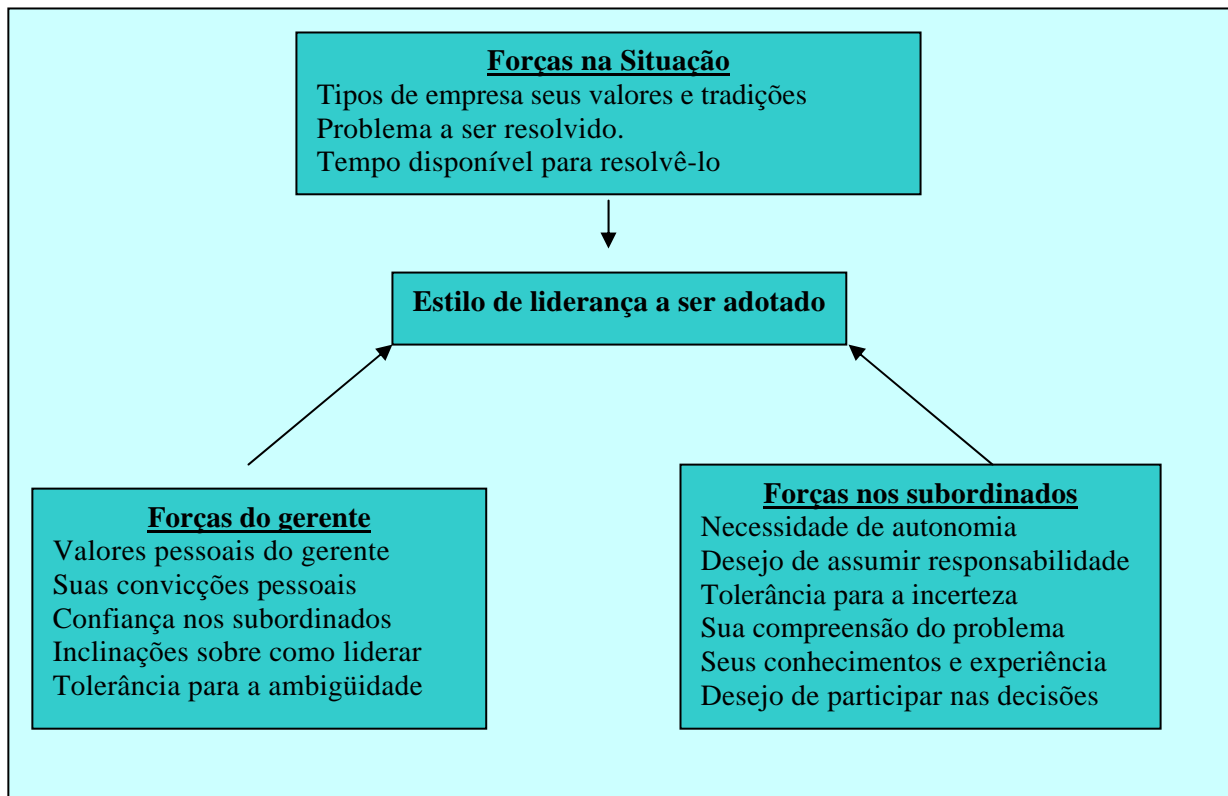 Forças na Situação
Tipos de empresa seus valores e tradições
Problema a ser resolvido.
Tempo disponível para resolvê-lo
Estilo de liderança a ser adotado
Forças do gerente
Valores pessoais do gerente
Suas convicções pessoais
Confiança nos subordinados
Inclinações sobre como liderar
Tolerância para a ambigüidade
Forças nos subordinados
Necessidade de autonomia
Desejo de assumir responsabilidade
Tolerância para a incerteza
Sua compreensão do problema
Seus conhecimentos e experiência
Desejo de participar nas decisões